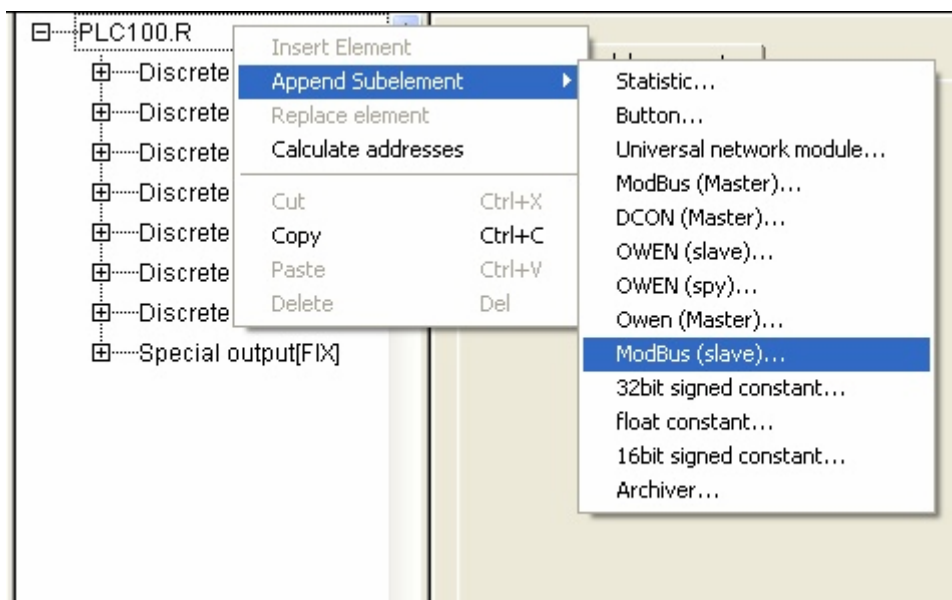 PLC100.R
Discrete
Discrete
Discrete
Discrete
Discrete
Discrete
Discrete
Special output[FIX]
Insert Element
Append Subelement
Replace element
Calculate addresses
Cut Ctrl+X
Copy Ctrl+C
Paste Ctrl+V
Delete Del
Statistic...
Button...
Universal network module...
ModBus (Master)...
DCON (Master)...
OWEN (slave)...
OWEN (spy)...
Owen (Master)...
ModBus (slave)...
32bit signed constant...
float constant...
16bit signed constant...
Archiver...